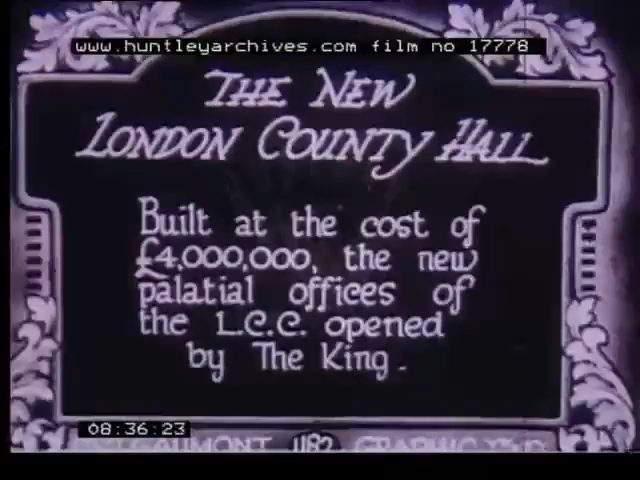 www.huntleyarchives.com film no 17778
THE NEW
LONDON COUNTY HALL
Built at the cost of
£4,000,000, the new
palatial offices of
the L.C.C. opened
by The King.
08:36:23
1182 GRAPHIC